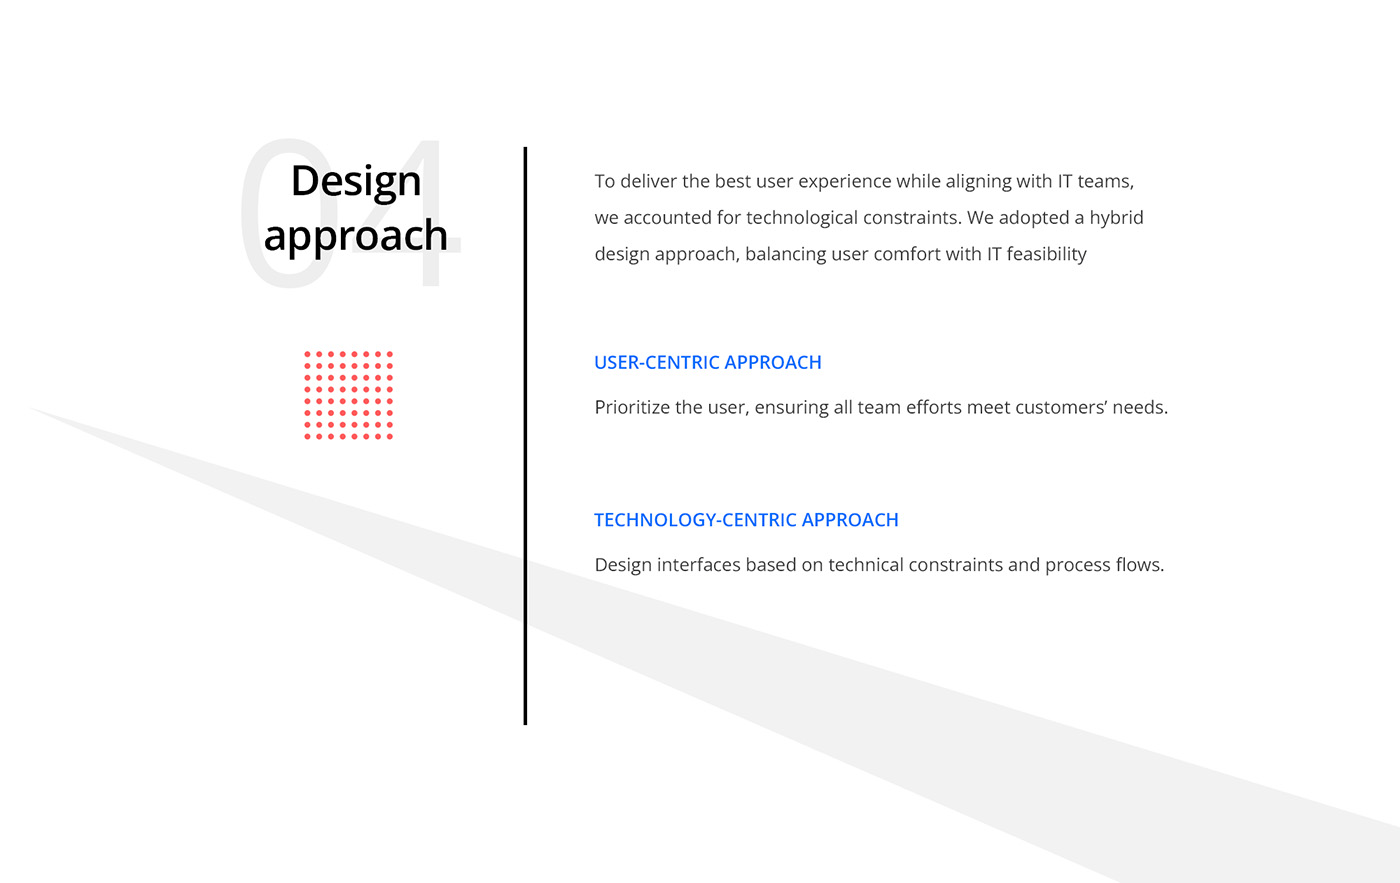 04
Design
approach
To deliver the best user experience while aligning with IT teams,
we accounted for technological constraints. We adopted a hybrid
design approach, balancing user comfort with IT feasibility
USER-CENTRIC APPROACH
Prioritize the user, ensuring all team efforts meet customers’ needs.
TECHNOLOGY-CENTRIC APPROACH
Design interfaces based on technical constraints and process flows.